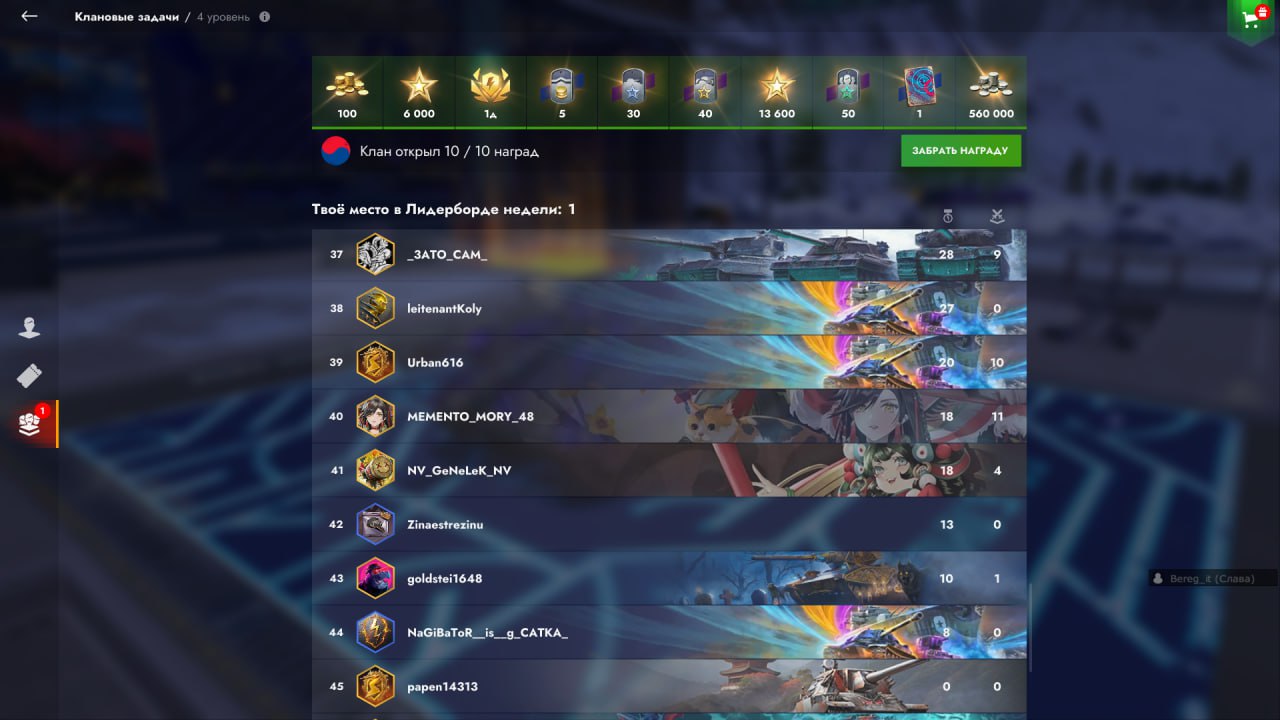 Клановые задачи / 4 уровень
100 6 000 1д 5 30 40 13 600 50 1 560 000
Клан открыл 10 / 10 наград
ЗАБРАТЬ НАГРАДУ
Твоё место в Лидерборде недели: 1
37 _ЗАТО_САМ_ 28 9
38 leitenantKoly 27 0
39 Urban616 20 10
40 MEMENTO_MORY_48 18 11
1
41 NV_GeNeLeK_NV 18 4
42 Zinaestrezinu 13 0
43 goldstei1648 10 1
Bereg_it (Слава)
44 NaGiBaToR__is__g_CATKA_ 8 0
45 papen14313 0 0